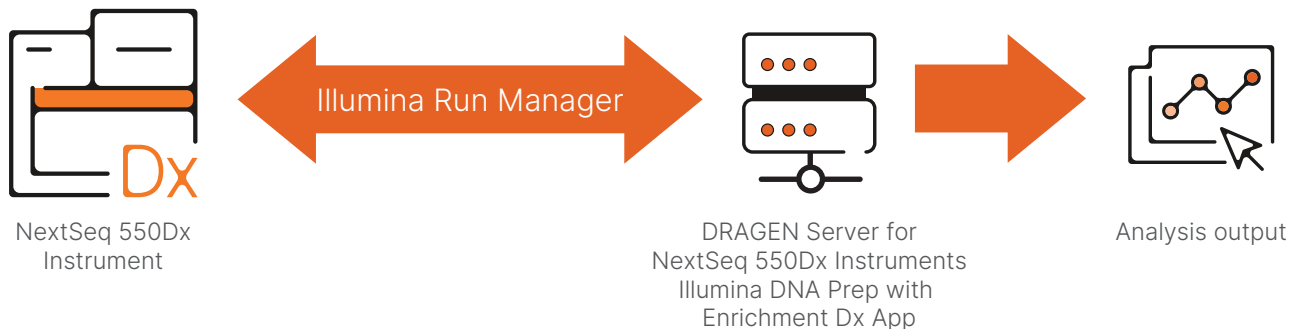 Dx
Illumina Run Manager
NextSeq 550Dx
Instrument
DRAGEN Server for
NextSeq 550Dx Instruments
Illumina DNA Prep with
Enrichment Dx App
Analysis output